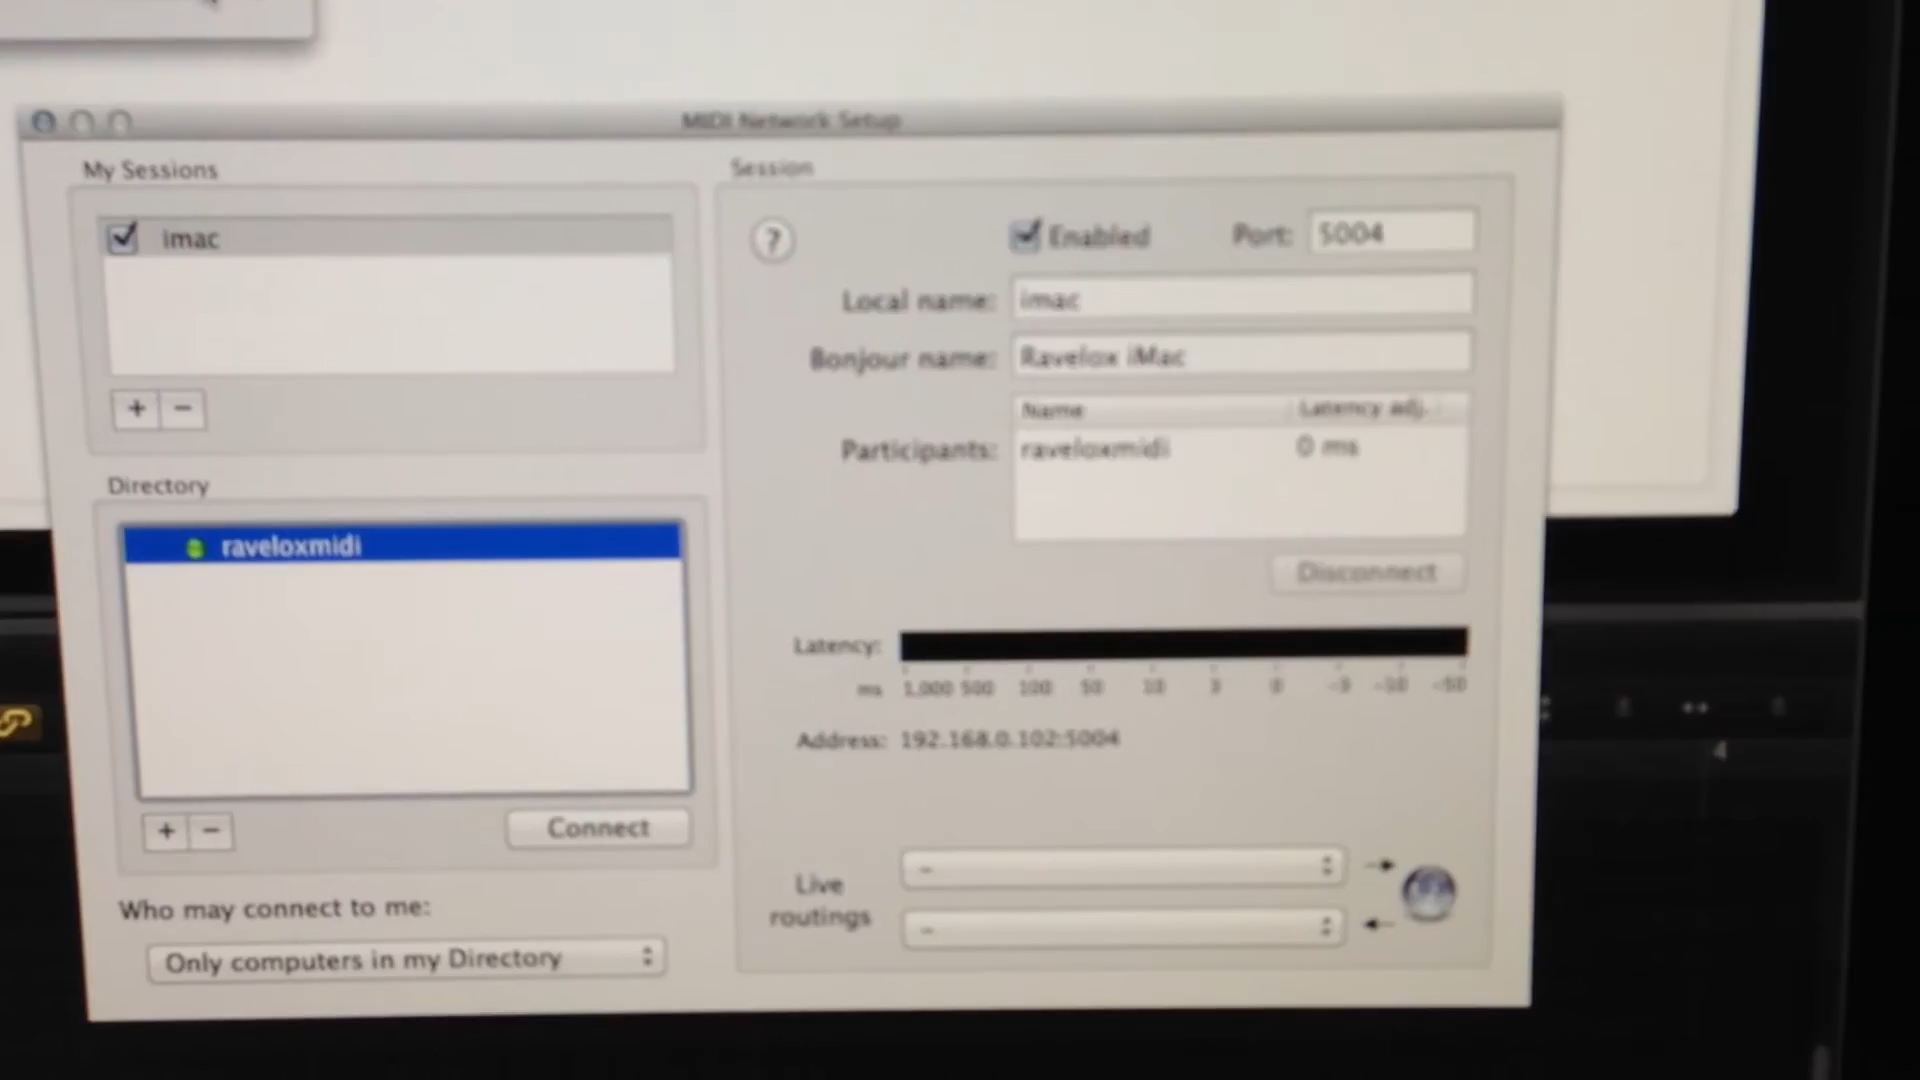 MIDI Network Setup
My Sessions
imac
+ −
Directory
raveloxmidi
+ −
Connect
Who may connect to me:
Only computers in my Directory
Session
?
Enabled
Port: 5004
Local name: imac
Bonjour name: Ravelox iMac
Name Latency adj.
Participants: raveloxmidi 0 ms
Disconnect
Latency:
ms 1,000 500 100 50 10 3 0 -3 -10 -50
Address: 192.168.0.102:5004
Live
routings
-
-
4